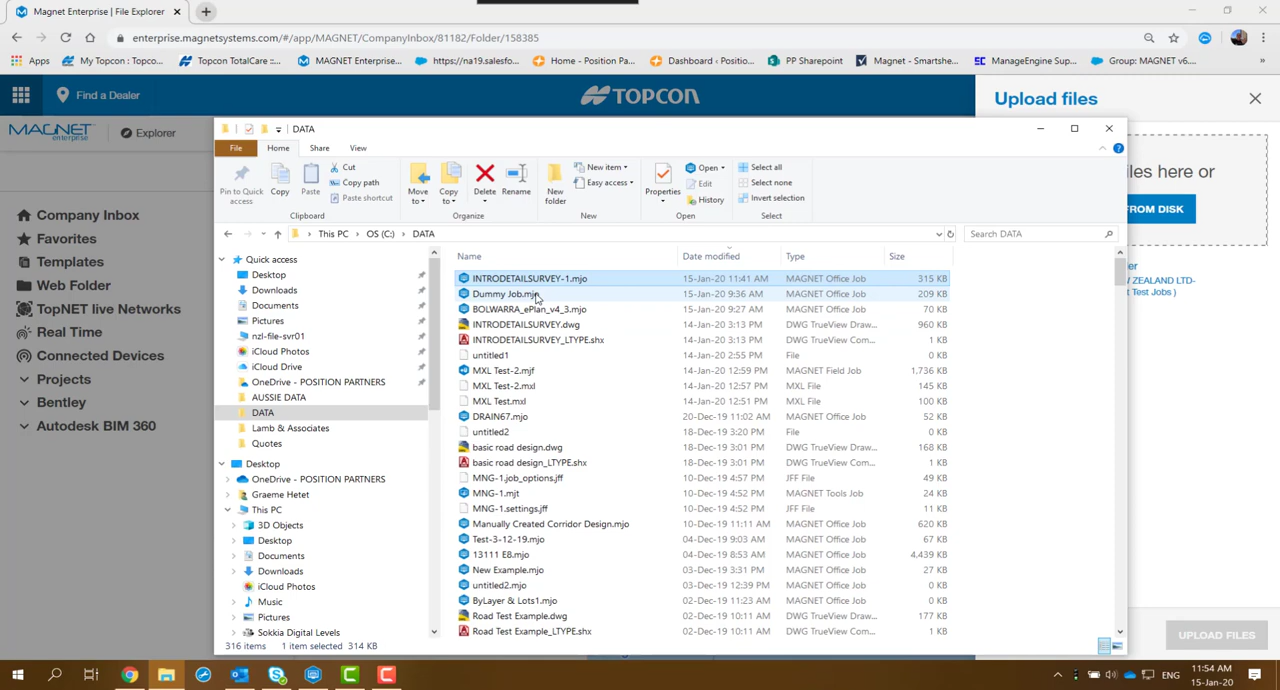 Magnet Enterprise | File Explorer
enterprise.magnetsystems.com/#/app/MAGNET/CompanyInbox/81182/Folder/158385
Apps My Topcon : Topco... Topcon TotalCare ::... MAGNET Enterprise... https://na19.salesfo... Home - Position Pa... Dashboard ‹ Positio... PP Sharepoint Magnet - Smartshe... ManageEngine Sup... Group: MAGNET v6.... »
Find a Dealer
TOPCON
Upload files
MAGNET enterprise
Explorer
Company Inbox
Favorites
Templates
Web Folder
TopNET live Networks
Real Time
Connected Devices
Projects
Bentley
Autodesk BIM 360
DATA
File Home Share View
Pin to Quick access
Copy
Paste
Cut
Copy path
Paste shortcut
Clipboard
Move to
Copy to
Delete
Rename
Organize
New folder
New item
Easy access
New
Properties
Open
Edit
History
Open
Select all
Select none
Invert selection
Select
This PC > OS (C:) > DATA
Search DATA
Quick access
Desktop
Downloads
Documents
Pictures
nzl-file-svr01
iCloud Photos
iCloud Drive
OneDrive - POSITION PARTNERS
AUSSIE DATA
DATA
Lamb & Associates
Quotes
Desktop
OneDrive - POSITION PARTNERS
Graeme Hetet
This PC
3D Objects
Desktop
Documents
Downloads
iCloud Photos
Music
Pictures
Sokkia Digital Levels
Name Date modified Type Size
INTRODETAILSURVEY-1.mjo 15-Jan-20 11:41 AM MAGNET Office Job 315 KB
Dummy Job.mjo 15-Jan-20 9:36 AM MAGNET Office Job 209 KB
BOLWARRA_ePlan_v4_3.mjo 15-Jan-20 9:27 AM MAGNET Office Job 70 KB
INTRODETAILSURVEY.dwg 14-Jan-20 3:13 PM DWG TrueView Draw... 960 KB
INTRODETAILSURVEY_LTYPE.shx 14-Jan-20 3:13 PM DWG TrueView Com... 1 KB
untitled1 14-Jan-20 2:55 PM File 0 KB
MXL Test-2.mjf 14-Jan-20 12:59 PM MAGNET Field Job 1,736 KB
MXL Test-2.mxl 14-Jan-20 12:57 PM MXL File 145 KB
MXL Test.mxl 14-Jan-20 12:51 PM MXL File 100 KB
DRAIN67.mjo 20-Dec-19 11:02 AM MAGNET Office Job 52 KB
untitled2 18-Dec-19 3:20 PM File 0 KB
basic road design.dwg 18-Dec-19 3:01 PM DWG TrueView Draw... 168 KB
basic road design_LTYPE.shx 18-Dec-19 3:01 PM DWG TrueView Com... 1 KB
MNG-1.job_options.jff 10-Dec-19 4:57 PM JFF File 49 KB
MNG-1.mjt 10-Dec-19 4:52 PM MAGNET Tools Job 24 KB
MNG-1.settings.jff 10-Dec-19 4:52 PM JFF File 11 KB
Manually Created Corridor Design.mjo 10-Dec-19 11:11 AM MAGNET Office Job 620 KB
Test-3-12-19.mjo 04-Dec-19 9:03 AM MAGNET Office Job 67 KB
13111 E8.mjo 04-Dec-19 8:53 AM MAGNET Office Job 4,439 KB
New Example.mjo 03-Dec-19 3:31 PM MAGNET Office Job 27 KB
untitled2.mjo 03-Dec-19 12:39 PM MAGNET Office Job 0 KB
ByLayer & Lots1.mjo 02-Dec-19 11:23 AM MAGNET Office Job 0 KB
Road Test Example.dwg 02-Dec-19 10:11 AM DWG TrueView Draw... 177 KB
Road Test Example_LTYPE.shx 02-Dec-19 10:11 AM DWG TrueView Com... 1 KB
316 items 1 item selected 314 KB
iles here or
FROM DISK
er
/ ZEALAND LTD-
t Test Jobs )
UPLOAD FILES
ENG
11:54 AM
15-Jan-20